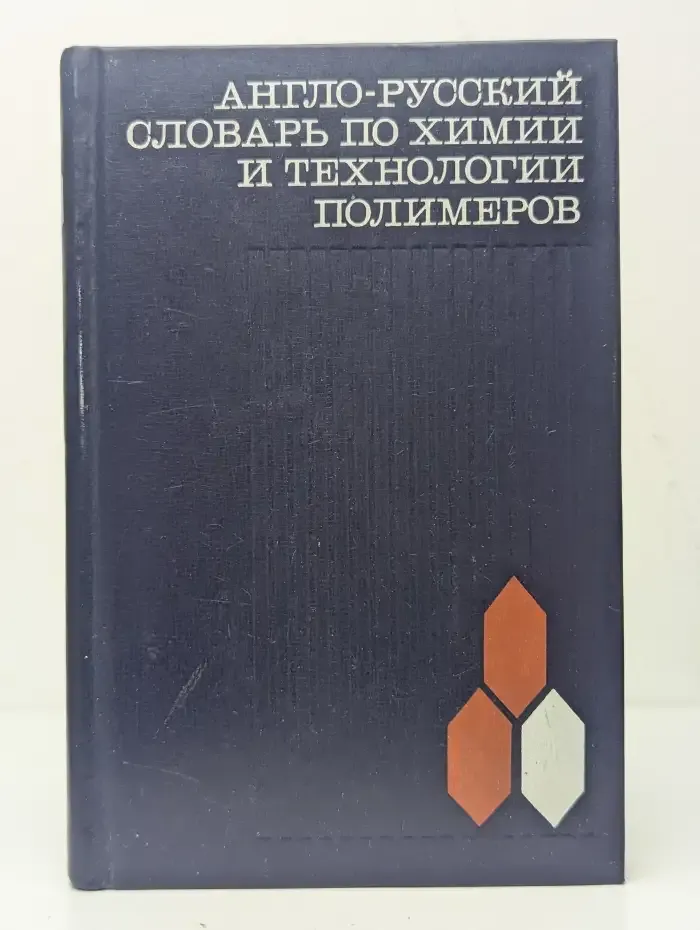 АНГЛО-РУССКИЙ
СЛОВАРЬ ПО ХИМИИ
И ТЕХНОЛОГИИ
ПОЛИМЕРОВ